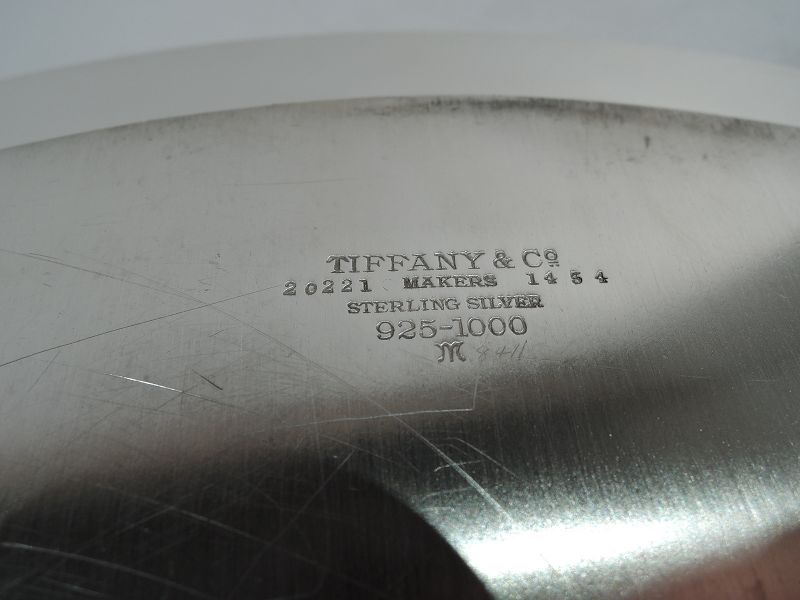 TIFFANY & Co
20221 MAKERS 1454
STERLING SILVER
925-1000
M